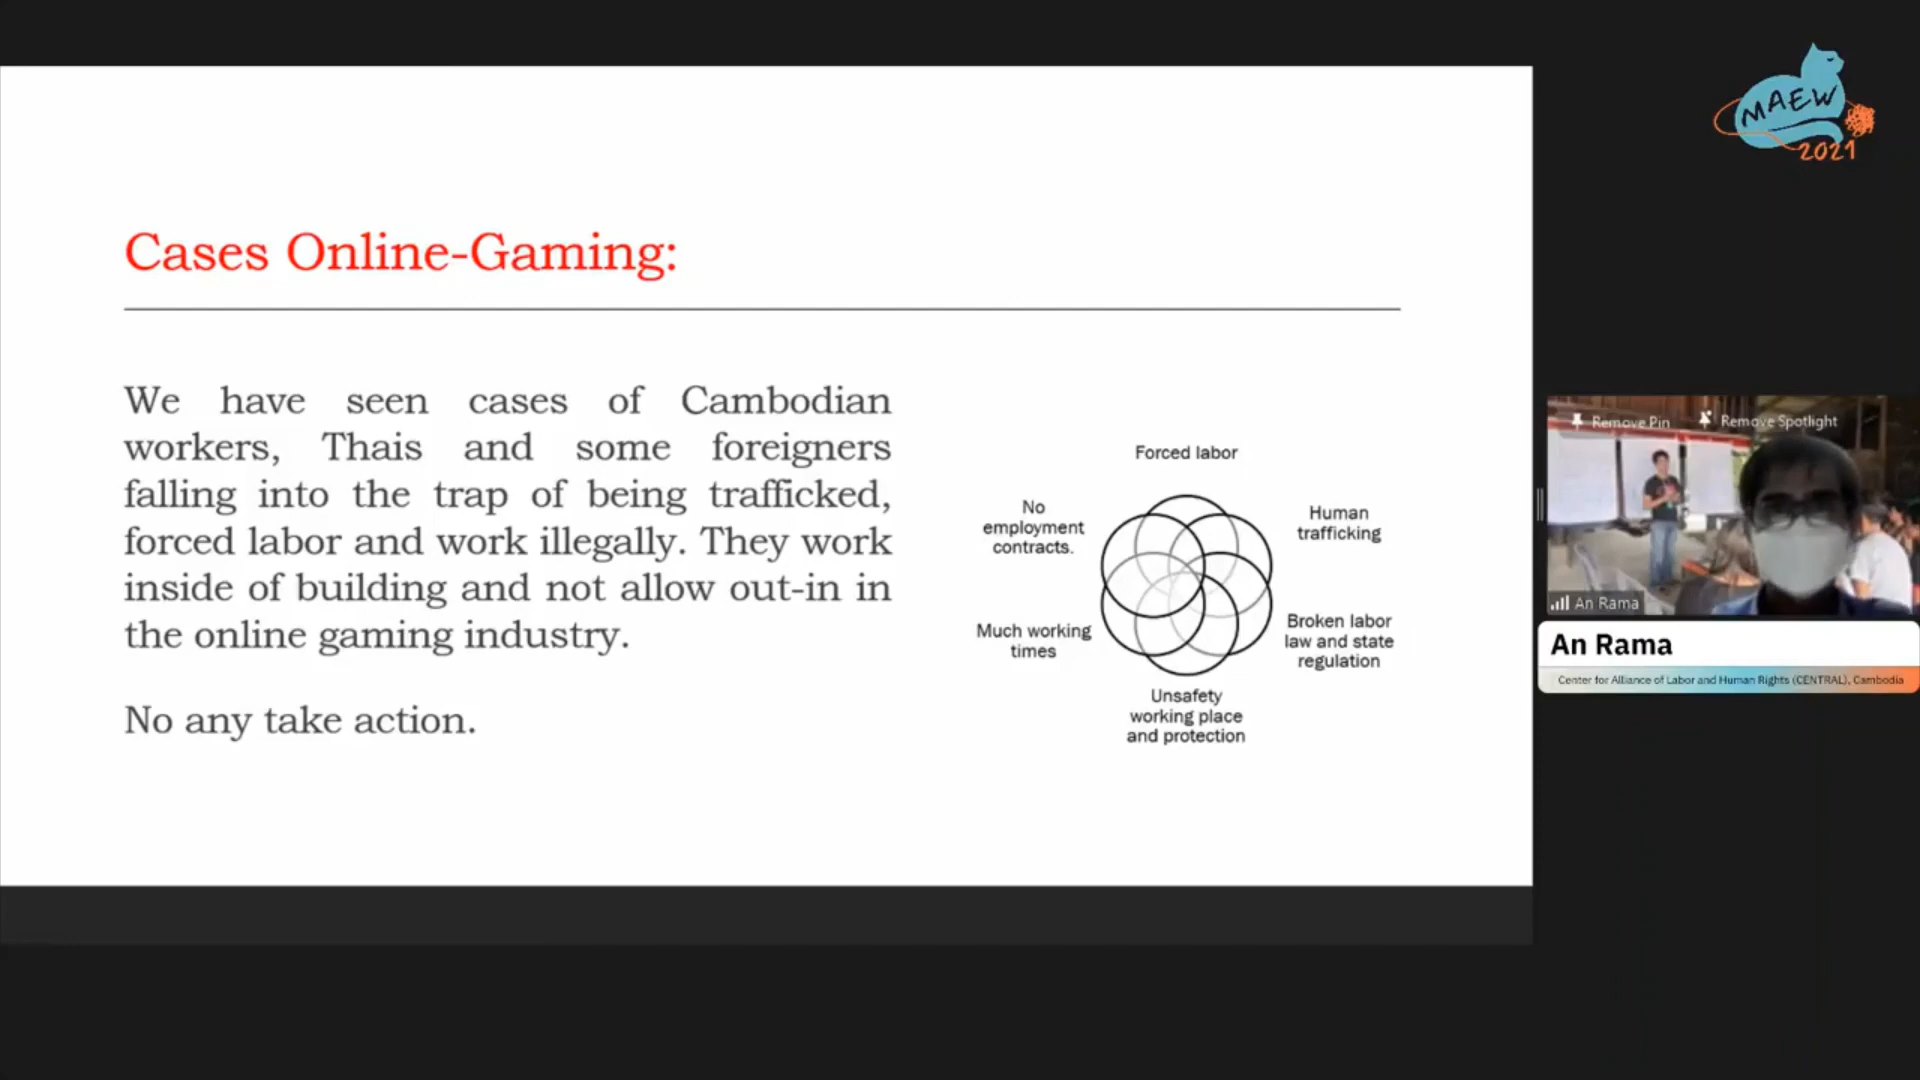 MAEW
2021
Cases Online-Gaming:
We have seen cases of Cambodian
workers, Thais and some foreigners
falling into the trap of being trafficked,
forced labor and work illegally. They work
inside of building and not allow out-in in
the online gaming industry.
No any take action.
Forced labor
Human
trafficking
Broken labor
law and state
regulation
Unsafety
working place
and protection
Much working
times
No
employment
contracts.
Remove Pin
Remove Spotlight
An Rama
An Rama
Center for Alliance of Labor and Human Rights (CENTRAL), Cambodia